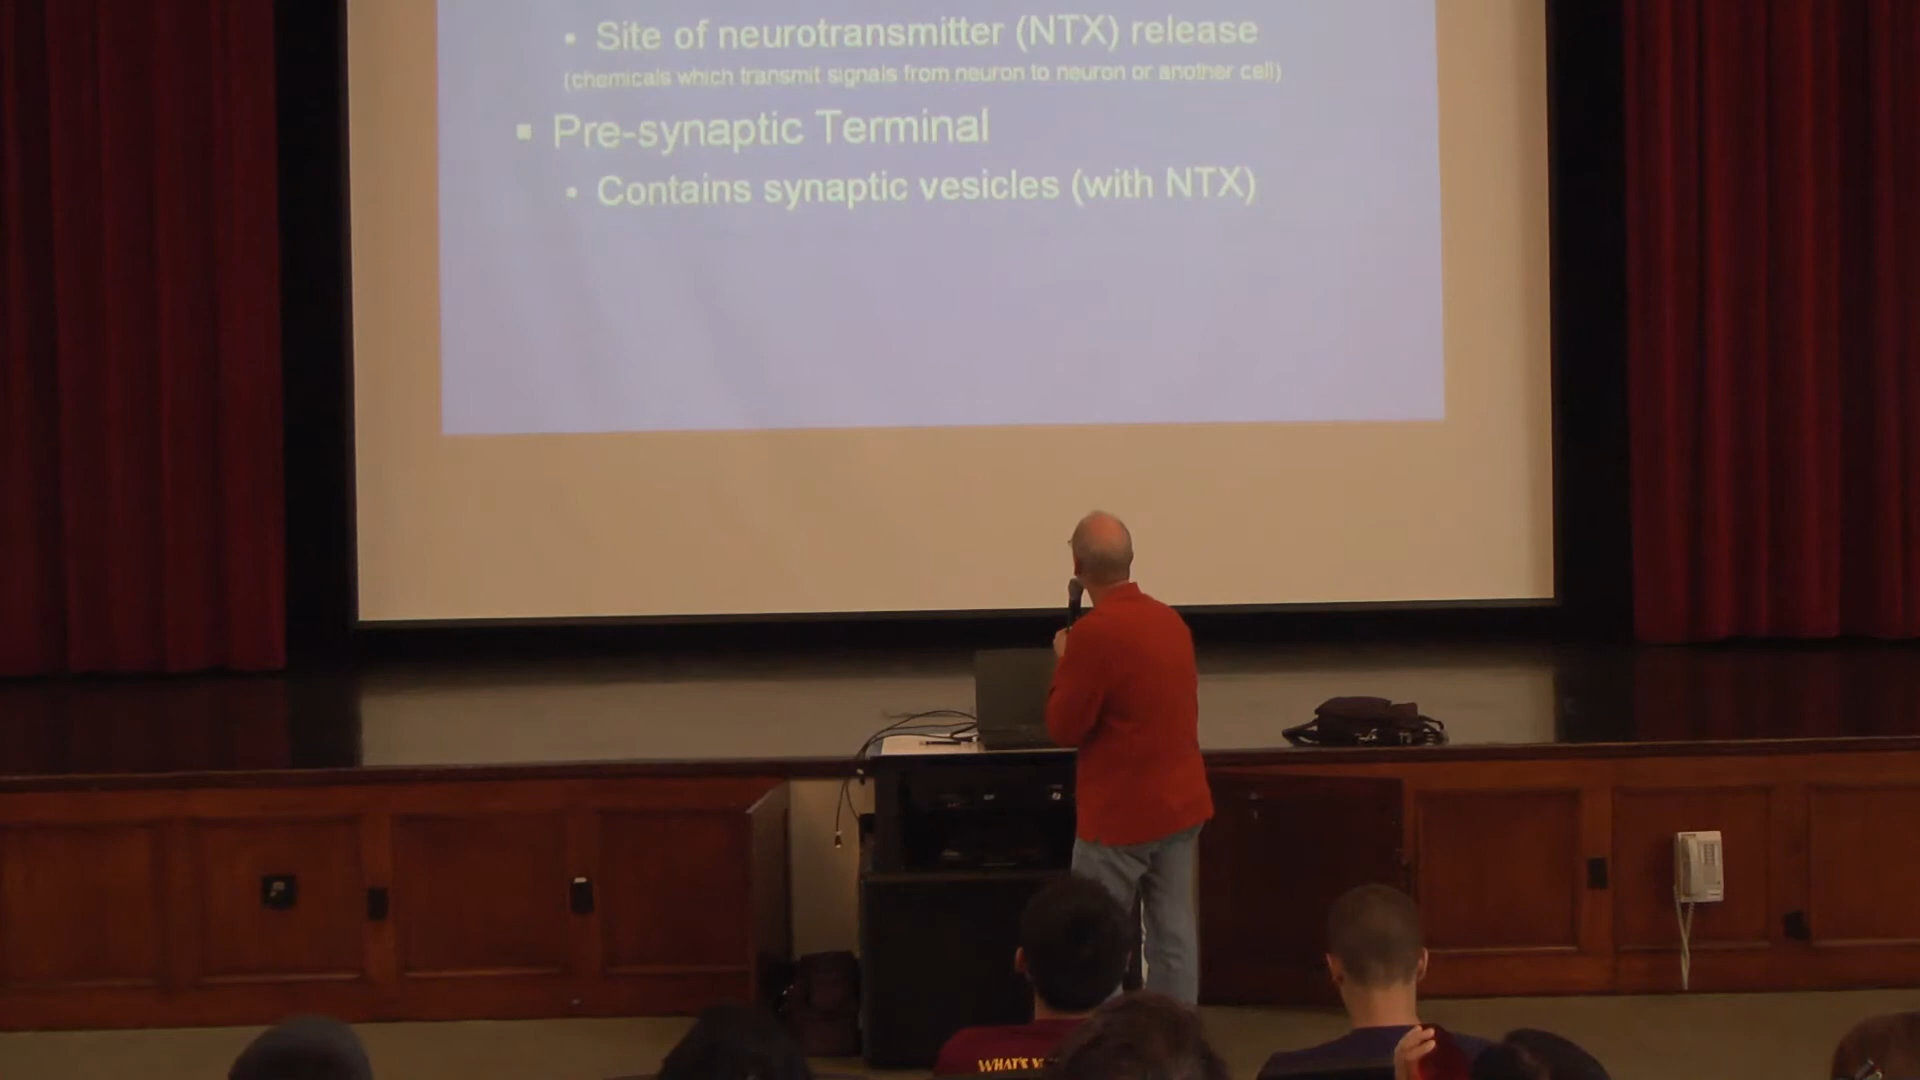 • Site of neurotransmitter (NTX) release
(chemicals which transmit signals from neuron to neuron or another cell)
▪ Pre-synaptic Terminal
• Contains synaptic vesicles (with NTX)
WHAT'S